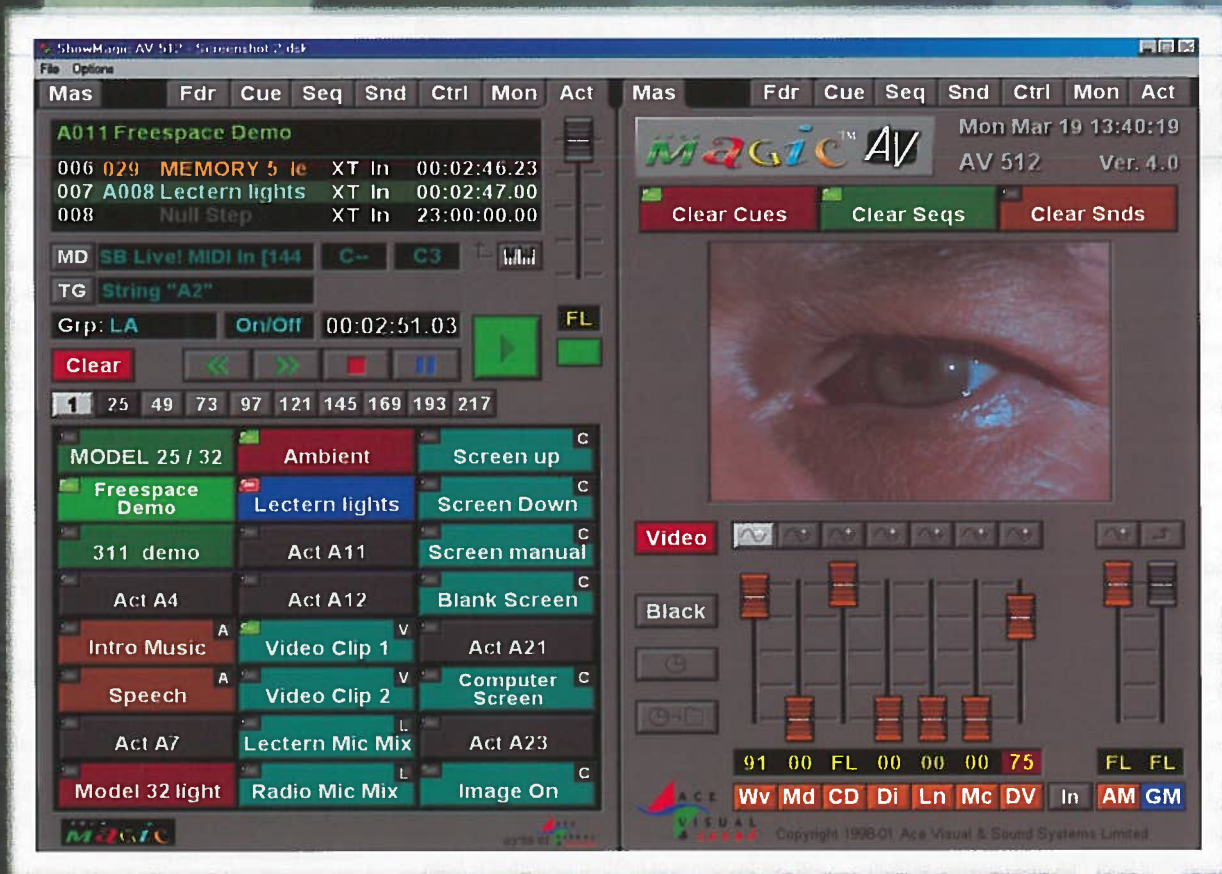 ShowMagic AV 512 - Screenshot 2.dsk
File Options
Mas Fdr Cue Seq Snd Ctrl Mon Act
A011 Freespace Demo
006 029 MEMORY 5 le XT In 00:02:46.23
007 A008 Lectern lights XT In 00:02:47.00
008 Null Step XT In 23:00:00.00
MD SB Live! MIDI In [144 C-- C3
TG String "A2"
Grp: LA On/Off 00:02:51.03 FL
Clear
1 25 49 73 97 121 145 169 193 217
MODEL 25 / 32 Ambient Screen up C
Freespace Demo Lectern lights Screen Down C
311 demo Act A11 Screen manual C
Act A4 Act A12 Blank Screen C
Intro Music A Video Clip 1 V Act A21
Speech A Video Clip 2 V Computer Screen C
Act A7 Lectern Mic Mix L Act A23
Model 32 light Radio Mic Mix L Image On C
MAGIC
Mas Fdr Cue Seq Snd Ctrl Mon Act
MAGIC™ AV
Mon Mar 19 13:40:19
AV 512 Ver. 4.0
Clear Cues Clear Seqs Clear Snds
Video
Black
91 00 FL 00 00 00 75 FL FL
Wv Md CD Di Ln Mc DV In AM GM
ACE
VISUAL
& SOUND
Copyright 1998-01 Ace Visual & Sound Systems Limited